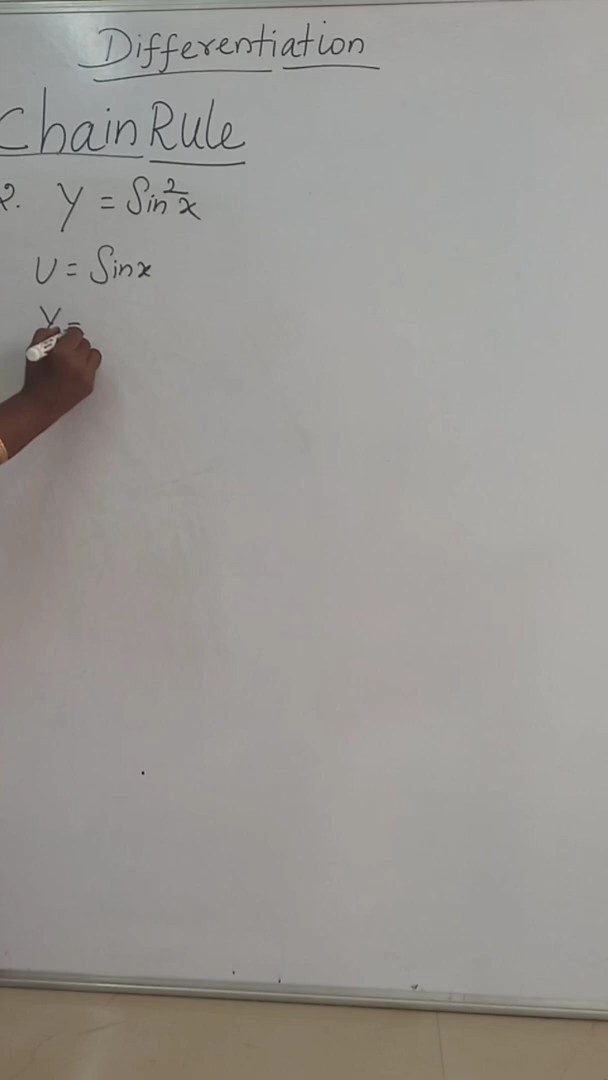 Differentiation
Chain Rule
2. y = Sin²x
U = Sinx
y =